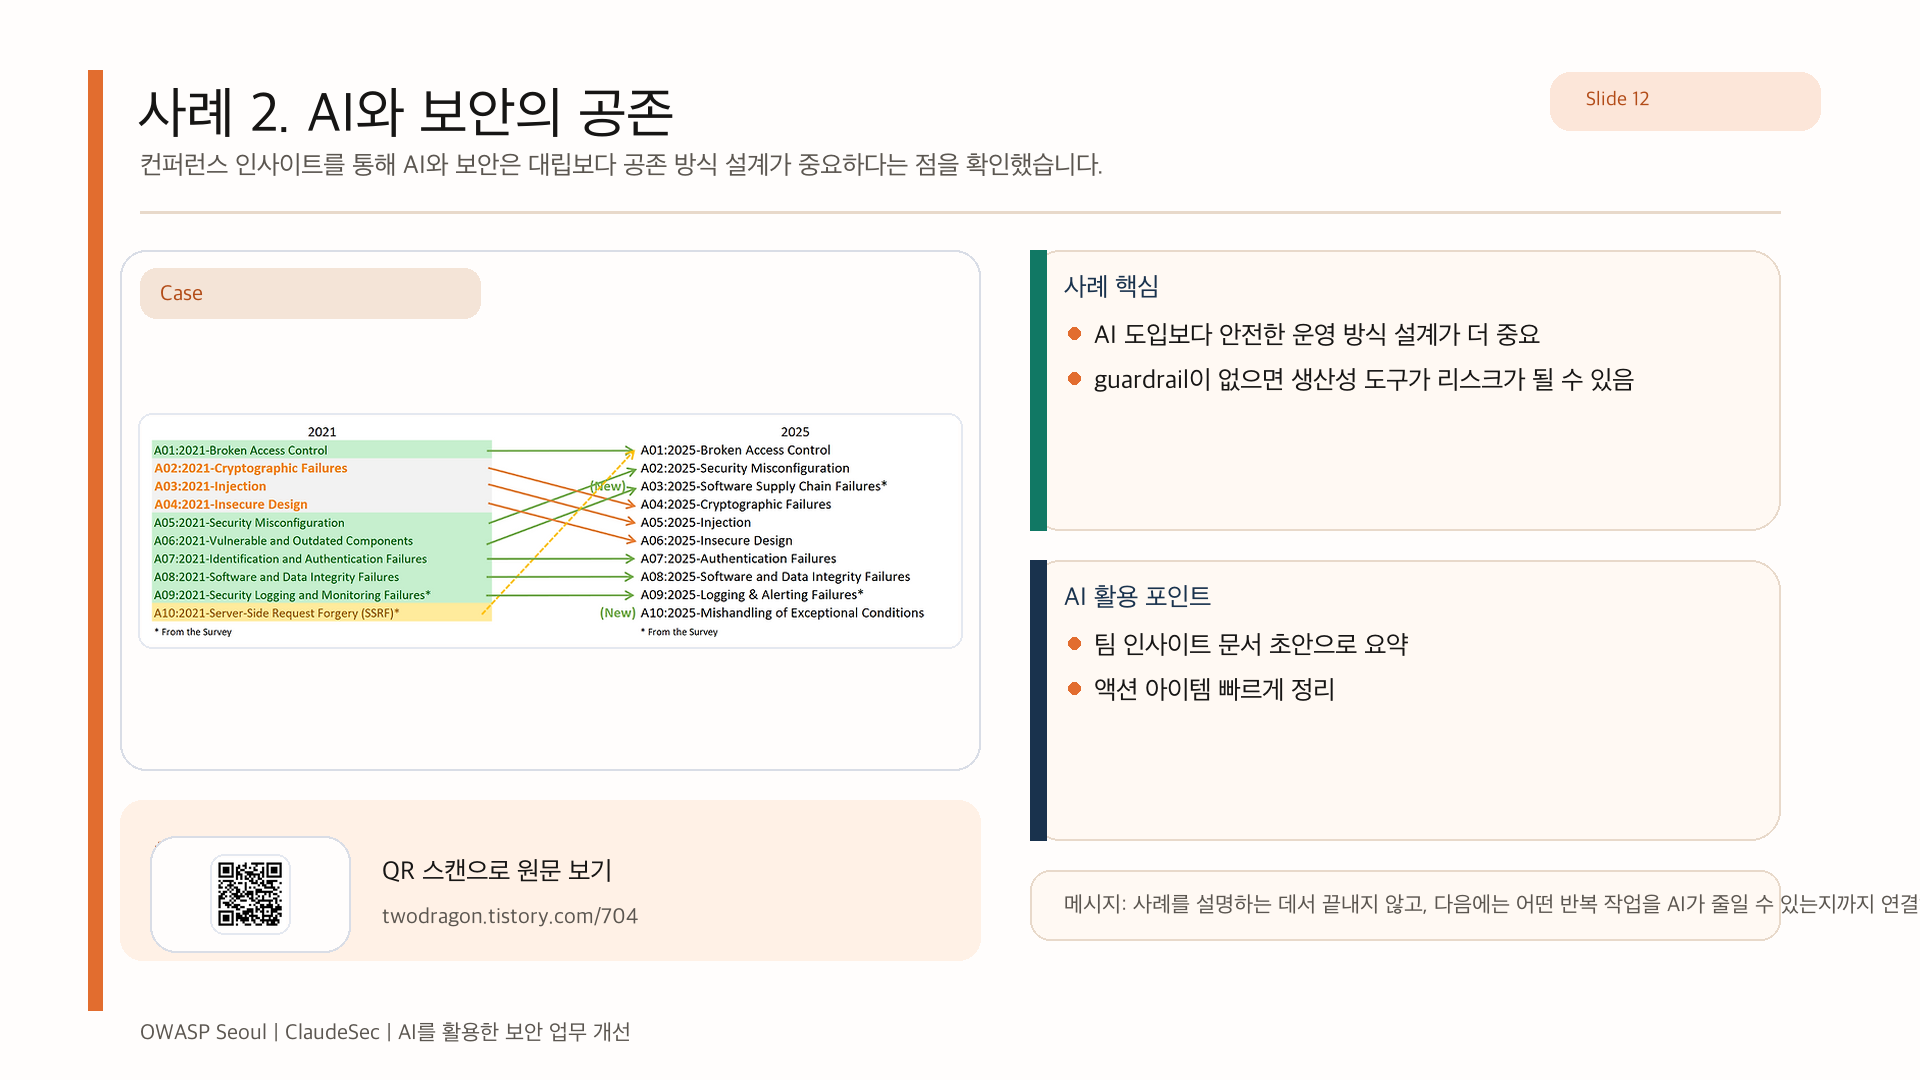 사례 2. AI와 보안의 공존
Slide 12
컨퍼런스 인사이트를 통해 AI와 보안은 대립보다 공존 방식 설계가 중요하다는 점을 확인했습니다.
Case
2021
A01:2021-Broken Access Control
A02:2021-Cryptographic Failures
A03:2021-Injection
A04:2021-Insecure Design
A05:2021-Security Misconfiguration
A06:2021-Vulnerable and Outdated Components
A07:2021-Identification and Authentication Failures
A08:2021-Software and Data Integrity Failures
A09:2021-Security Logging and Monitoring Failures*
A10:2021-Server-Side Request Forgery (SSRF)*
* From the Survey
2025
A01:2025-Broken Access Control
A02:2025-Security Misconfiguration
(New) A03:2025-Software Supply Chain Failures*
A04:2025-Cryptographic Failures
A05:2025-Injection
A06:2025-Insecure Design
A07:2025-Authentication Failures
A08:2025-Software and Data Integrity Failures
A09:2025-Logging & Alerting Failures*
(New) A10:2025-Mishandling of Exceptional Conditions
* From the Survey
QR 스캔으로 원문 보기
twodragon.tistory.com/704
사례 핵심
AI 도입보다 안전한 운영 방식 설계가 더 중요
guardrail이 없으면 생산성 도구가 리스크가 될 수 있음
AI 활용 포인트
팀 인사이트 문서 초안으로 요약
액션 아이템 빠르게 정리
메시지: 사례를 설명하는 데서 끝내지 않고, 다음에는 어떤 반복 작업을 AI가 줄일 수 있는지까지 연결
OWASP Seoul | ClaudeSec | AI를 활용한 보안 업무 개선